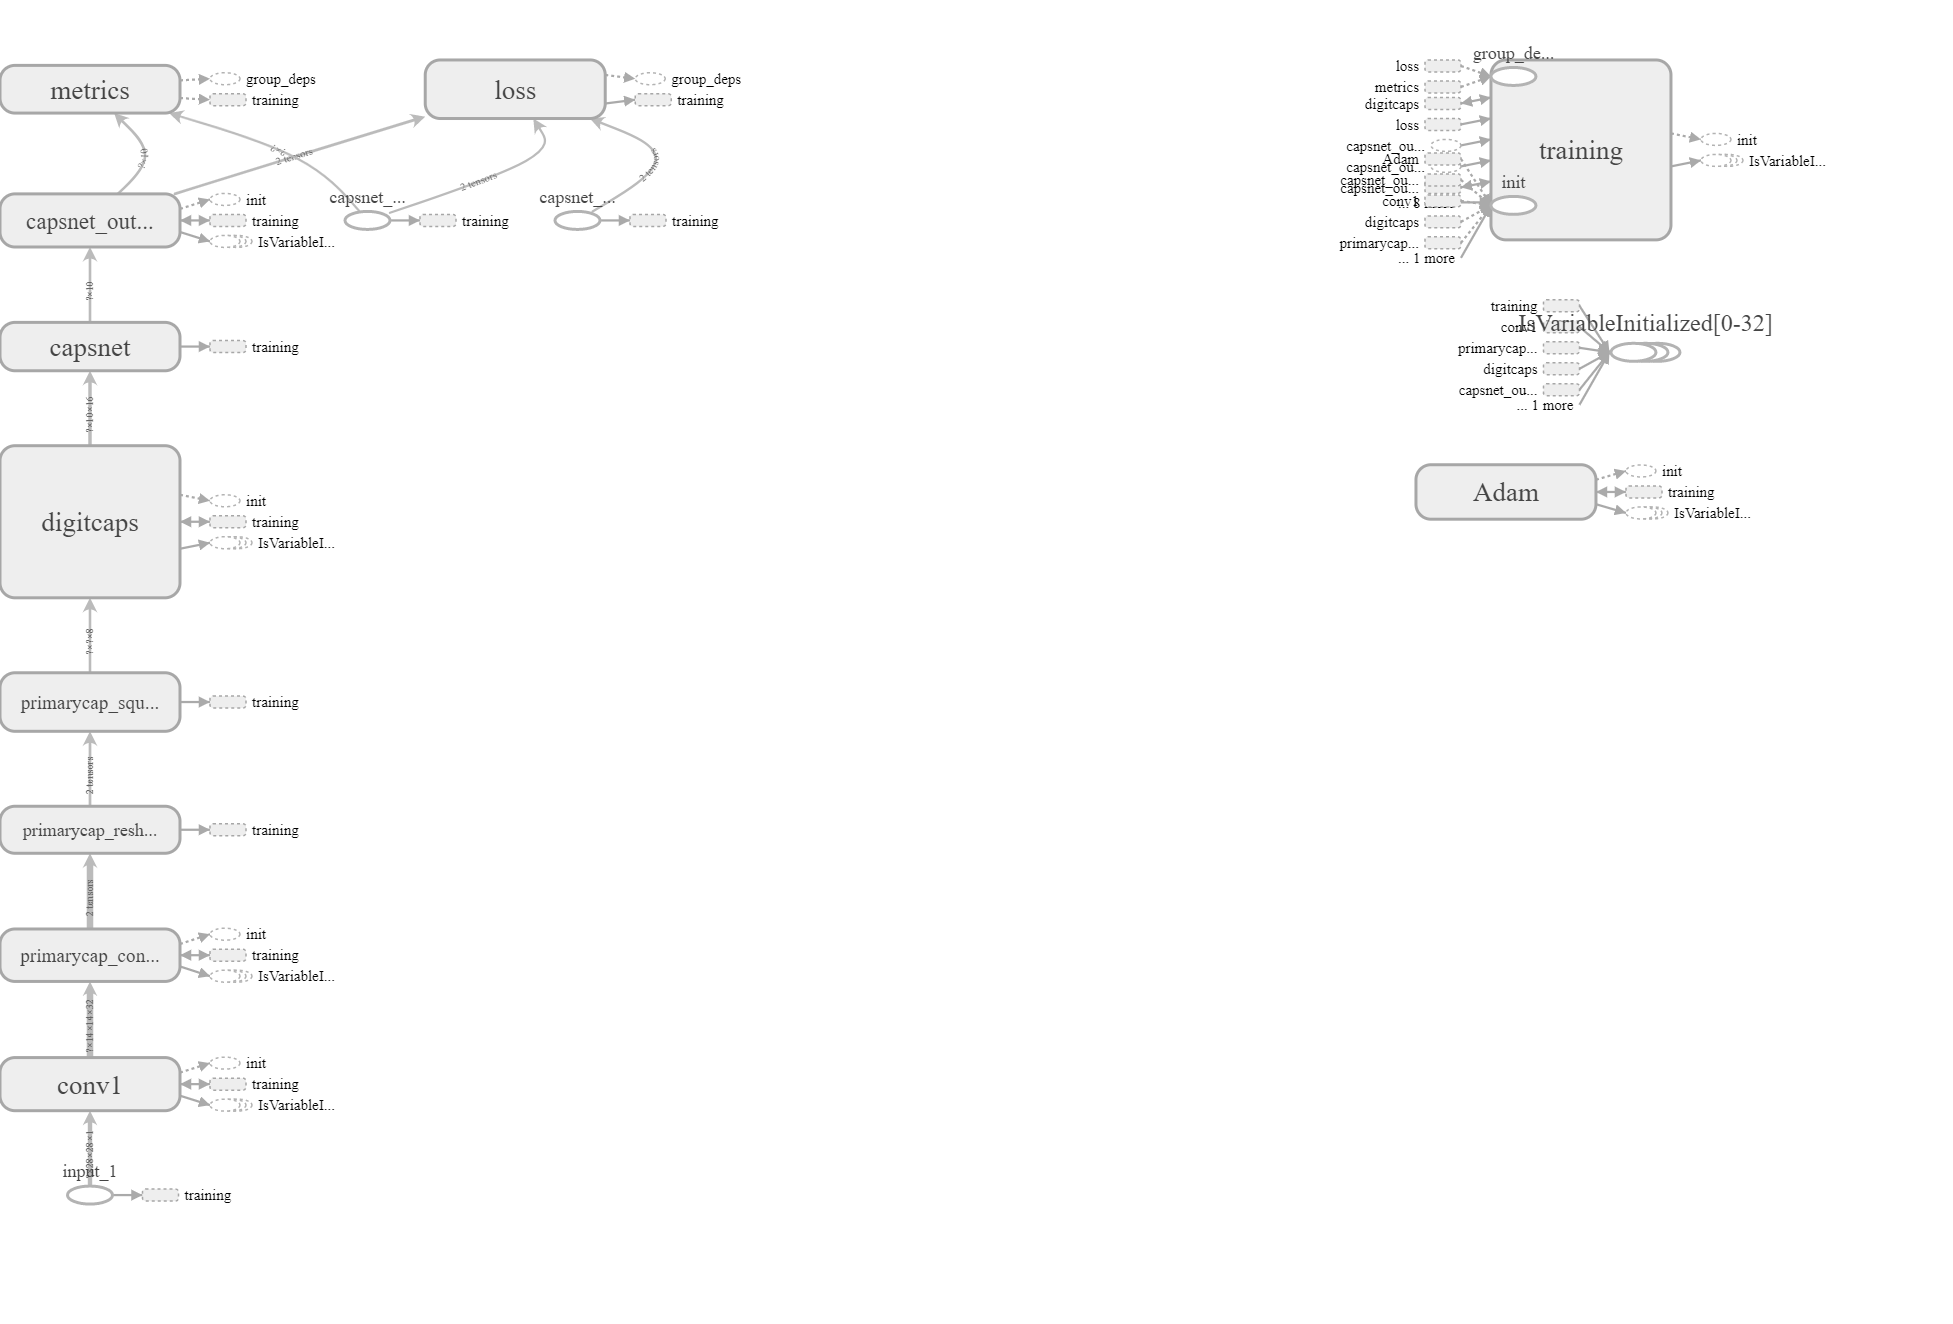 metrics
group_deps
training
loss
group_deps
training
?×10
?×?
2 tensors
2 tensors
2 tensors
capsnet_out...
init
training
IsVariableI...
capsnet_...
training
capsnet_...
training
?×10
capsnet
training
?×10×16
digitcaps
init
training
IsVariableI...
?×?×8
primarycap_squ...
training
2 tensors
primarycap_resh...
training
2 tensors
primarycap_con...
init
training
IsVariableI...
?×14×14×32
conv1
init
training
IsVariableI...
input_1
training
group_de...
loss
metrics
digitcaps
loss
capsnet_ou...
Adam
capsnet_ou...
capsnet_ou...
capsnet_ou...
conv1
digitcaps
primarycap...
... 1 more
training
init
init
IsVariableI...
IsVariableInitialized[0-32]
training
conv1
primarycap...
digitcaps
capsnet_ou...
... 1 more
Adam
init
training
IsVariableI...